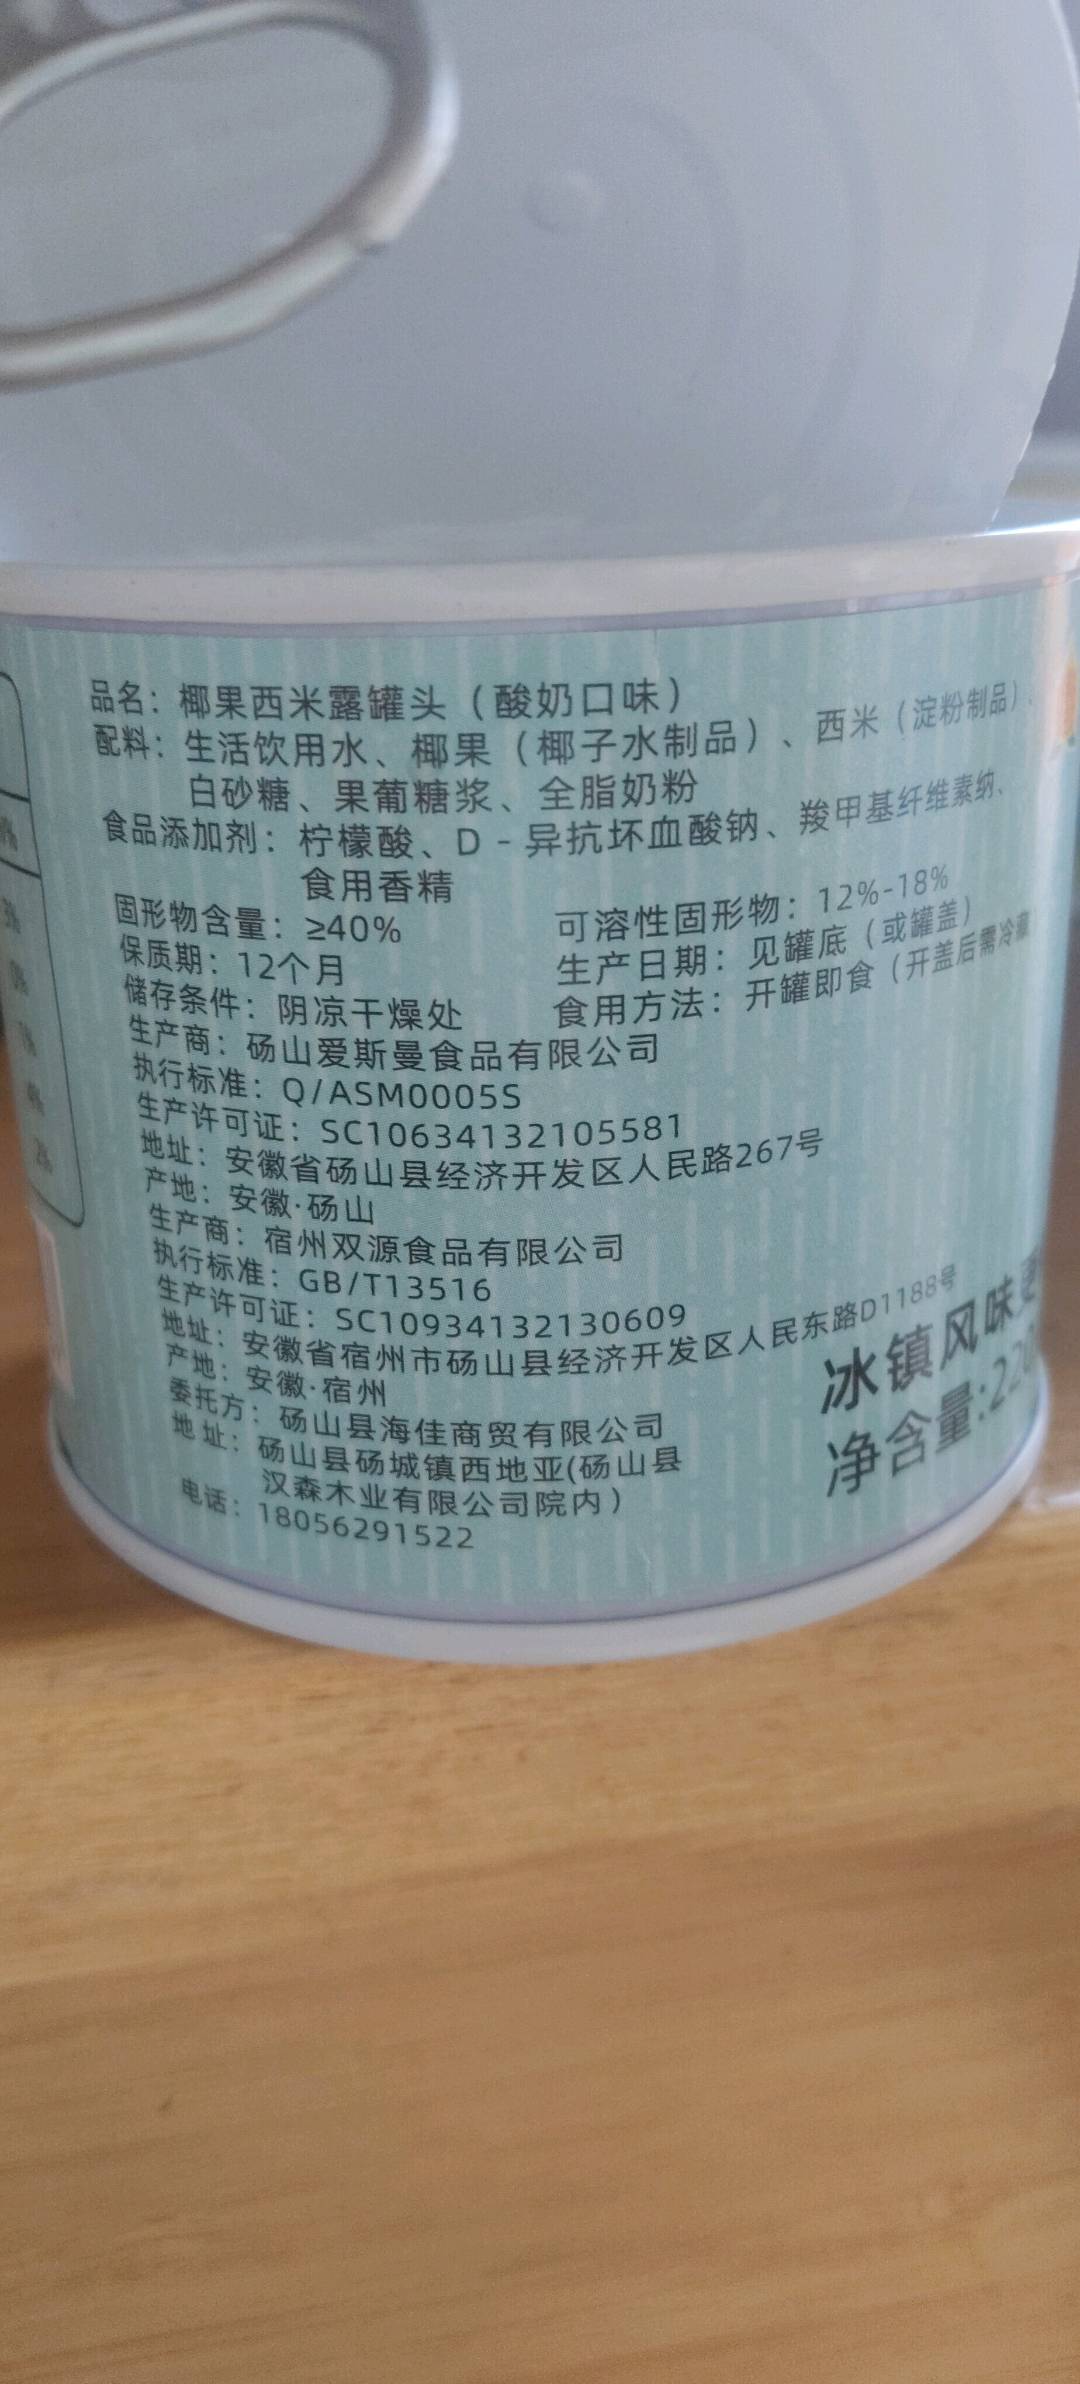 品名：椰果西米露罐头（酸奶口味）
配料：生活饮用水、椰果（椰子水制品）、西米（淀粉制品）、
白砂糖、果葡糖浆、全脂奶粉
食品添加剂：柠檬酸、D-异抗坏血酸钠、羧甲基纤维素纳、
食用香精
固形物含量：≥40% 可溶性固形物：12%-18%
保质期：12个月 生产日期：见罐底（或罐盖）
储存条件：阴凉干燥处 食用方法：开罐即食（开盖后需冷藏
生产商：砀山爱斯曼食品有限公司
执行标准：Q/ASM0005S
生产许可证：SC10634132105581
地址：安徽省砀山县经济开发区人民路267号
产地：安徽·砀山
生产商：宿州双源食品有限公司
执行标准：GB/T13516
生产许可证：SC10934132130609
地址：安徽省宿州市砀山县经济开发区人民东路D1188号
产地：安徽·宿州
委托方：砀山县海佳商贸有限公司
地址：砀山县砀城镇西地亚(砀山县
汉森木业有限公司院内）
电话：18056291522
冰镇风味
净含量:22
3%
0%
1%
4%
2%